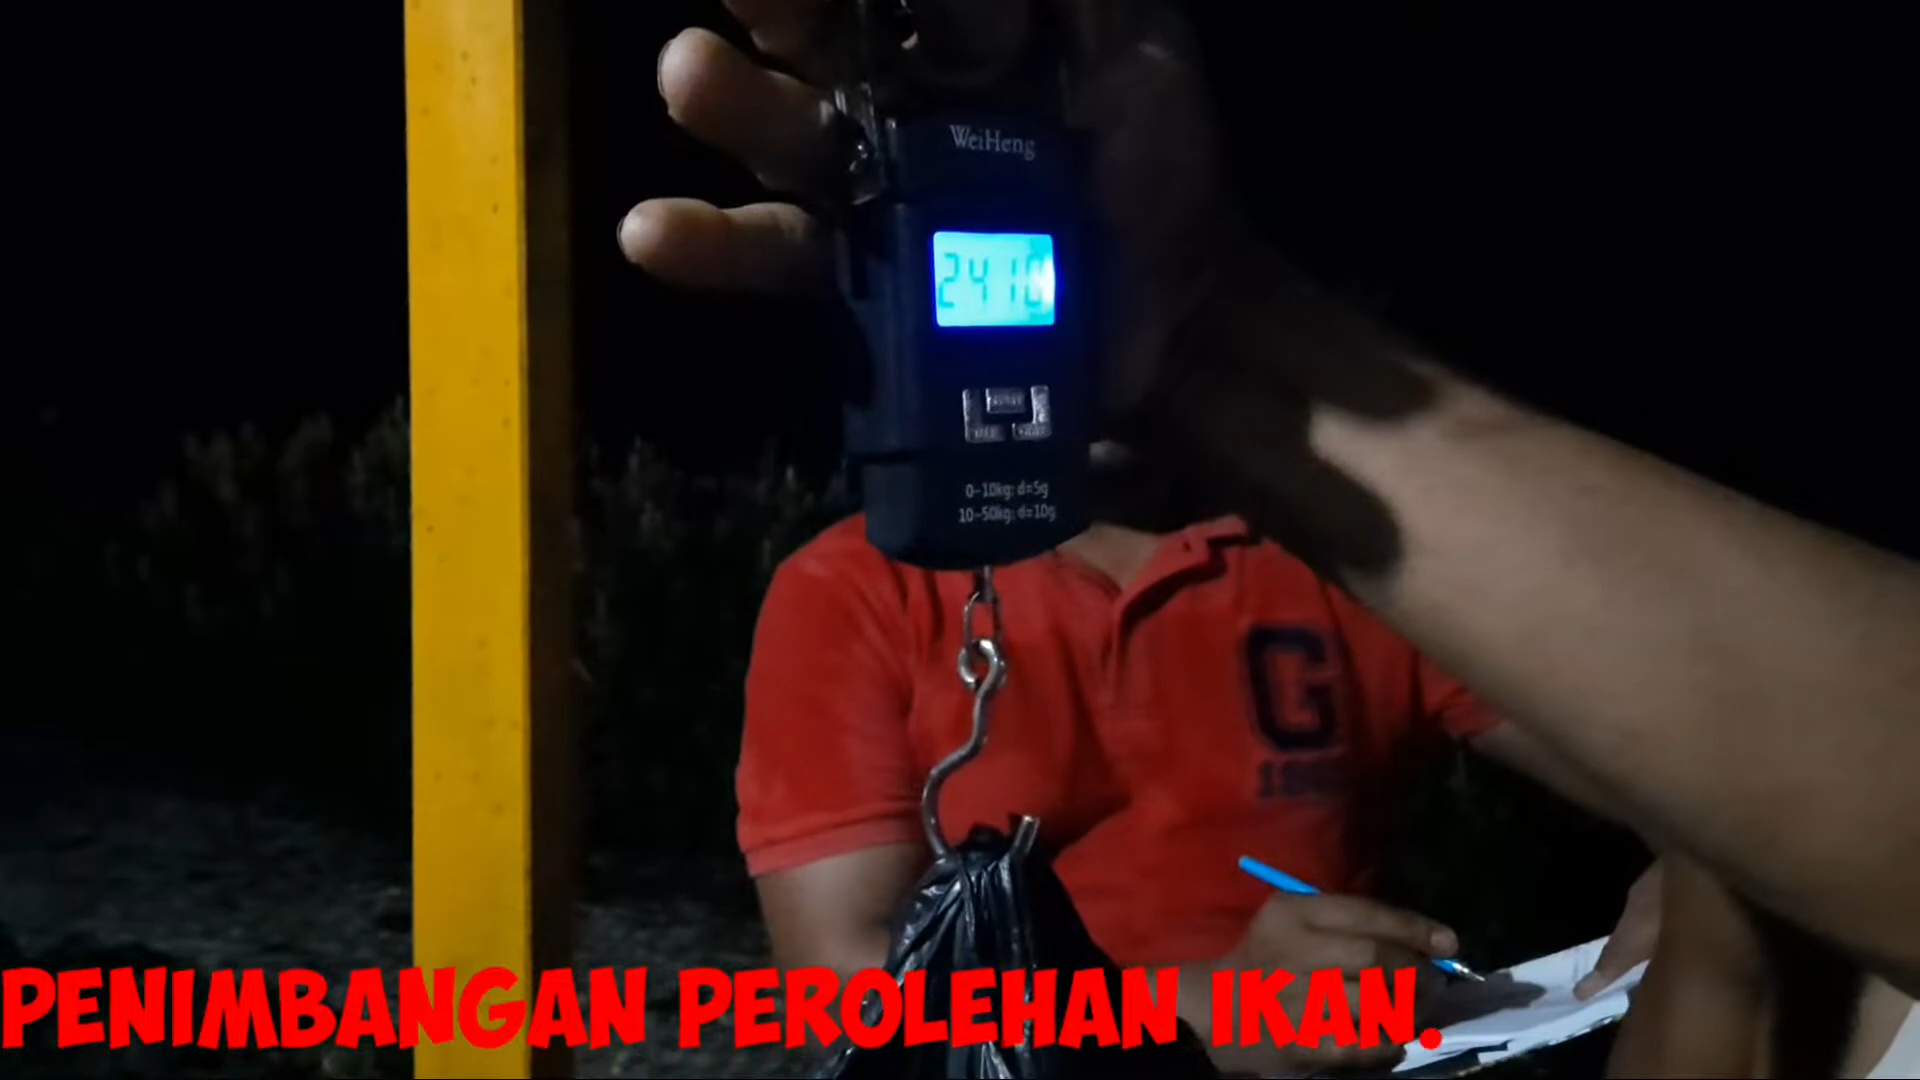 WeiHeng
2410
0-10kg: d=5g
10-50kg: d=10g
G
PENIMBANGAN PEROLEHAN IKAN.